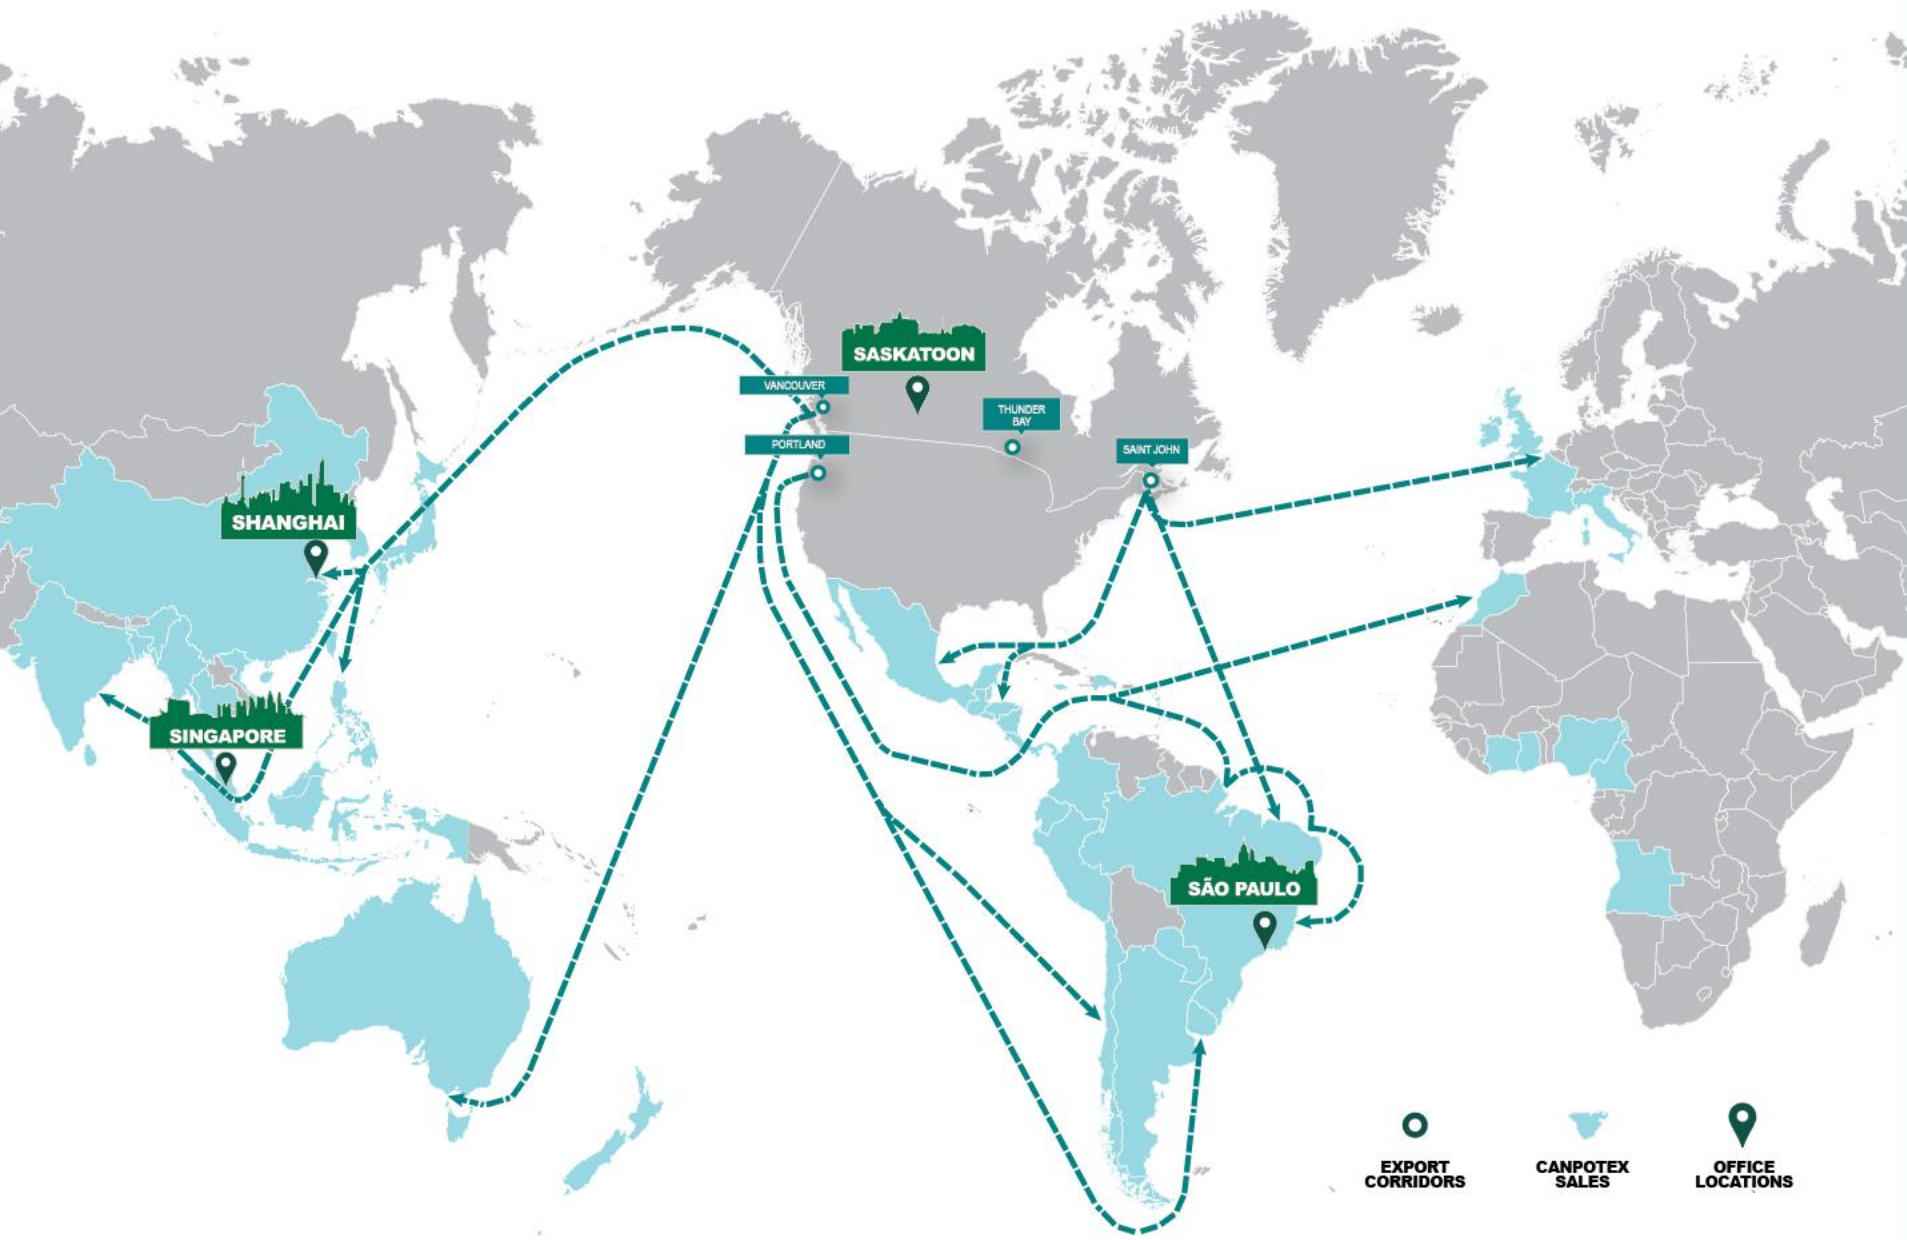 SASKATOON
VANCOUVER
THUNDER
BAY
PORTLAND
SAINT JOHN
SHANGHAI
SINGAPORE
SÃO PAULO
EXPORT
CORRIDORS
CANPOTEX
SALES
OFFICE
LOCATIONS